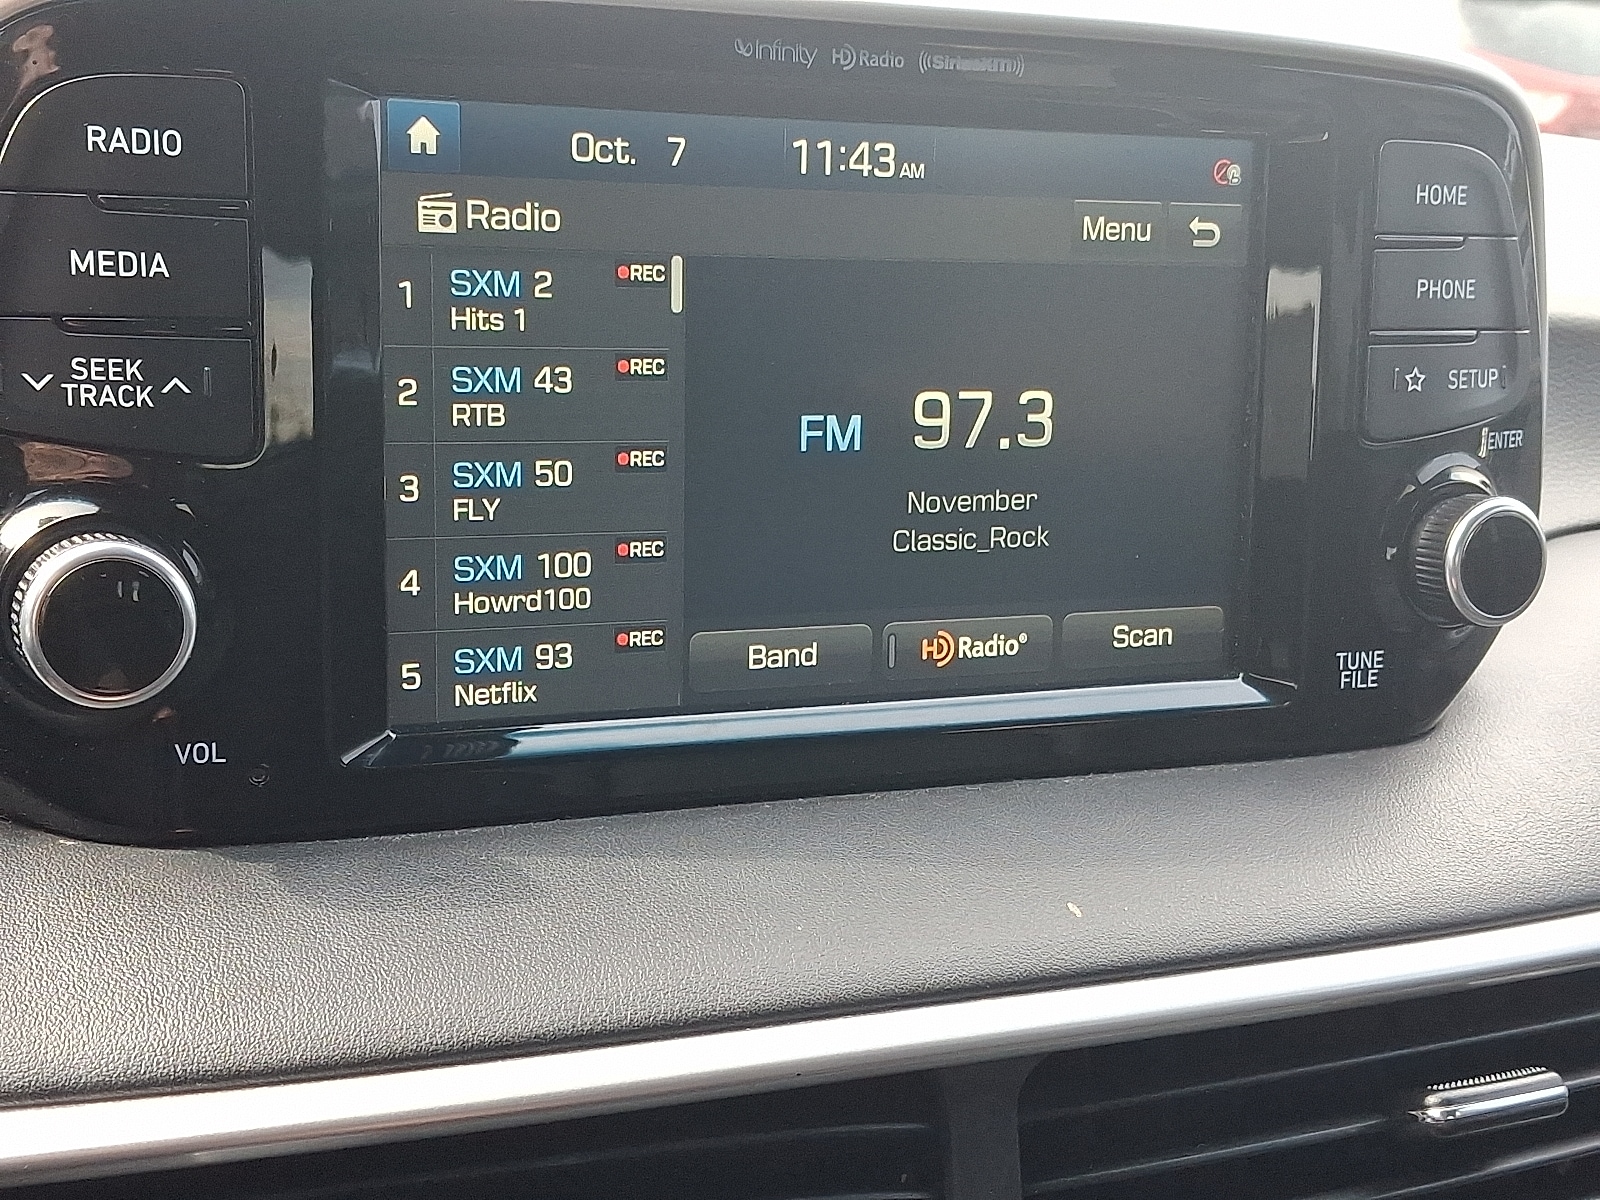 Infinity HD Radio ((SiriusXM))
RADIO
MEDIA
SEEK
TRACK
VOL
Oct. 7 11:43 AM
Radio
Menu
1 SXM 2 REC
Hits 1
2 SXM 43 REC
RTB
3 SXM 50 REC
FLY
4 SXM 100 REC
Howrd100
5 SXM 93 REC
Netflix
FM 97.3
November
Classic_Rock
Band
HD Radio®
Scan
HOME
PHONE
SETUP
ENTER
TUNE
FILE